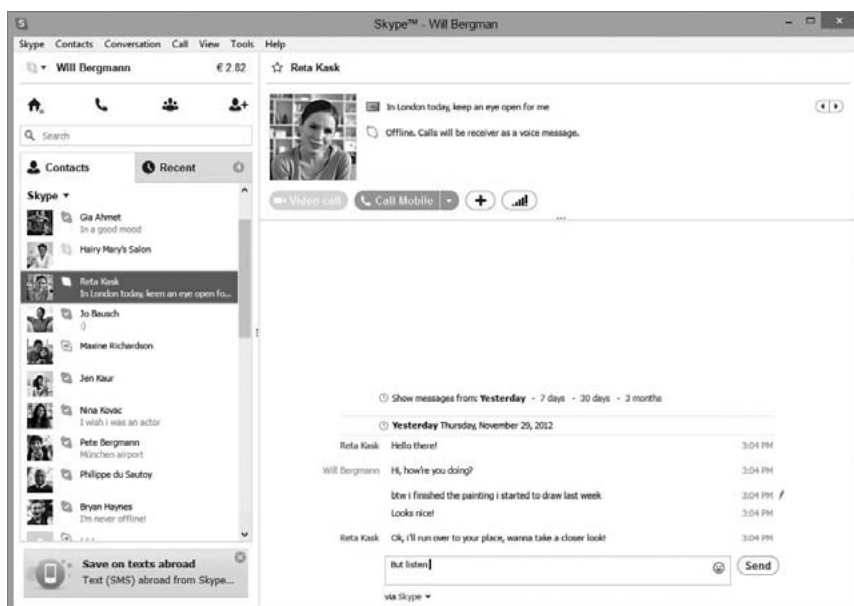 Skype™ - Will Bergman
Skype Contacts Conversation Call View Tools Help
Will Bergmann € 2.82
Reta Kask
In London today, keep an eye open for me
Offline. Calls will be receiver as a voice message.
Search
Contacts
Recent 4
Video call
Call Mobile
Skype
Gia Ahmet
In a good mood
Hairy Mary's Salon
Reta Kask
In London today, keen an eye open fo...
Jo Bausch
:)
Maxine Richardson
Jen Kaur
Nina Kovac
I wish i was an actor
Pete Bergmann
München airport
Philippe du Sautoy
Bryan Haynes
I'm never offline!
Save on texts abroad
Text (SMS) abroad from Skype...
Show messages from: Yesterday - 7 days - 30 days - 3 months
Yesterday Thursday, November 29, 2012
Reta Kask Hello there! 3:04 PM
Will Bergmann Hi, how're you doing? 3:04 PM
btw i finished the painting i started to draw last week 3:04 PM
Looks nice! 3:04 PM
Reta Kask Ok, i'll run over to your place, wanna take a closer look! 3:04 PM
But listen
Send
via Skype